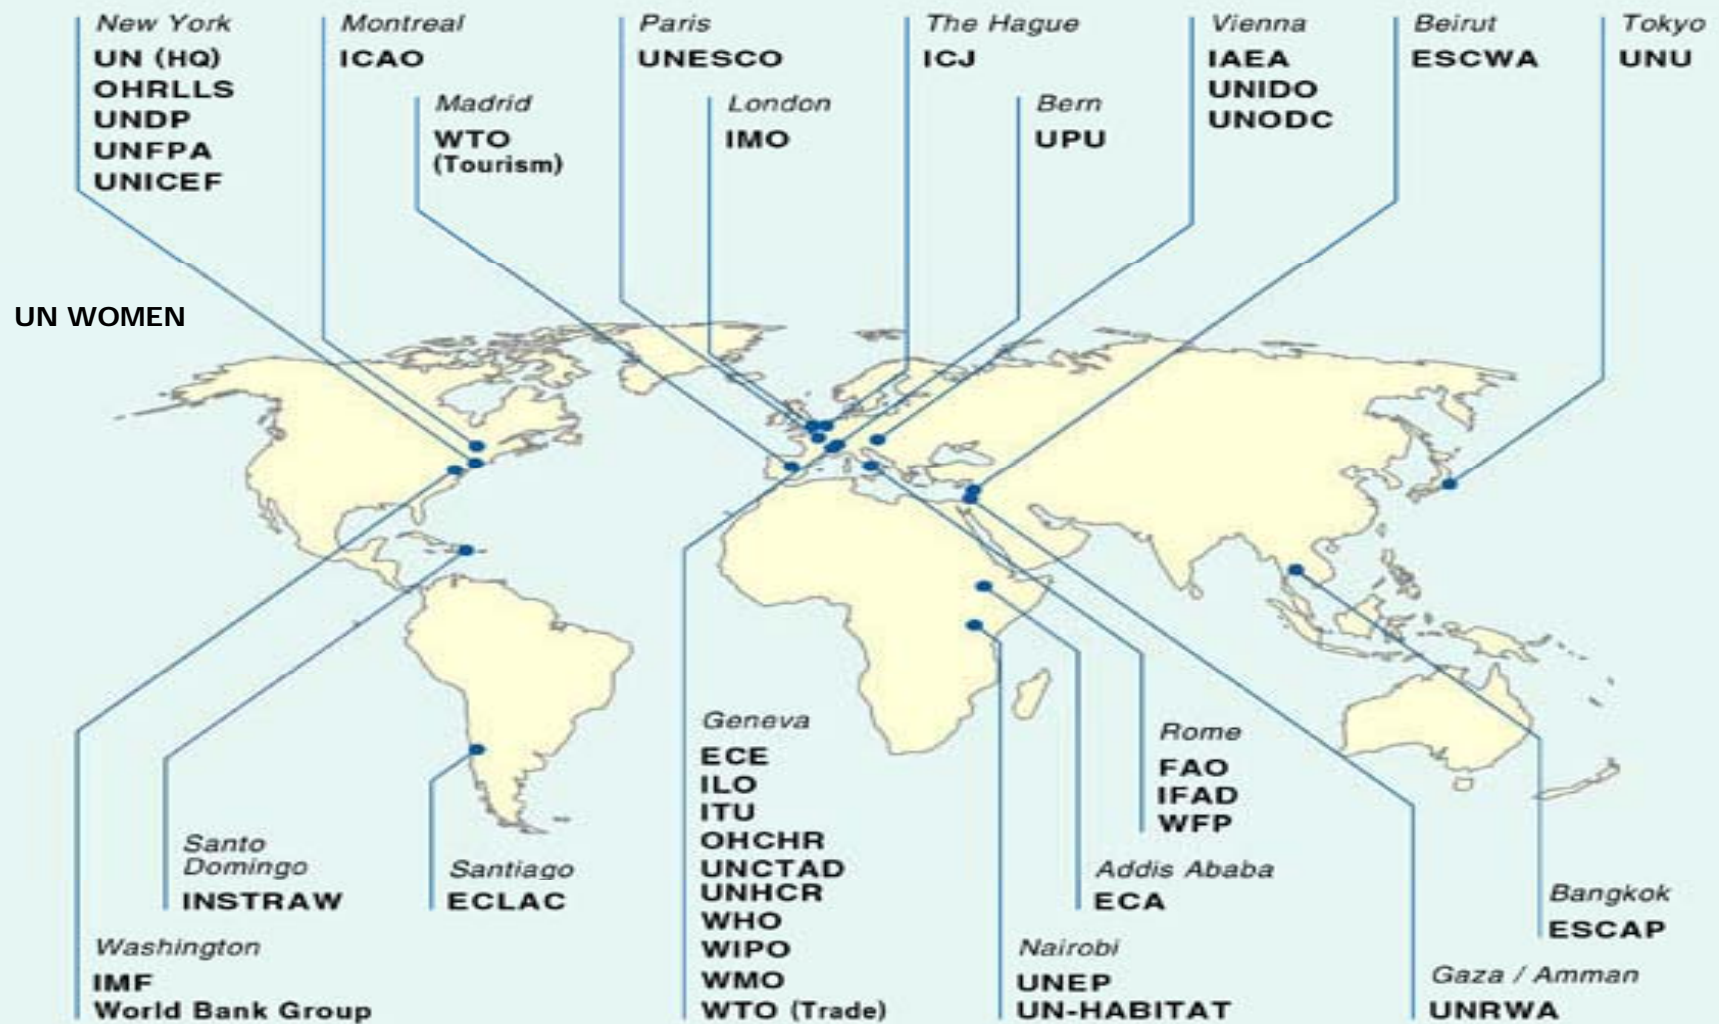 New York
UN (HQ)
OHRLLS
UNDP
UNFPA
UNICEF
Montreal
ICAO
Madrid
WTO
(Tourism)
Paris
UNESCO
London
IMO
The Hague
ICJ
Bern
UPU
Vienna
IAEA
UNIDO
UNODC
Beirut
ESCWA
Tokyo
UNU
UN WOMEN
Santo
Domingo
INSTRAW
Washington
IMF
World Bank Group
Santiago
ECLAC
Geneva
ECE
ILO
ITU
OHCHR
UNCTAD
UNHCR
WHO
WIPO
WMO
WTO (Trade)
Rome
FAO
IFAD
WFP
Addis Ababa
ECA
Nairobi
UNEP
UN-HABITAT
Bangkok
ESCAP
Gaza / Amman
UNRWA